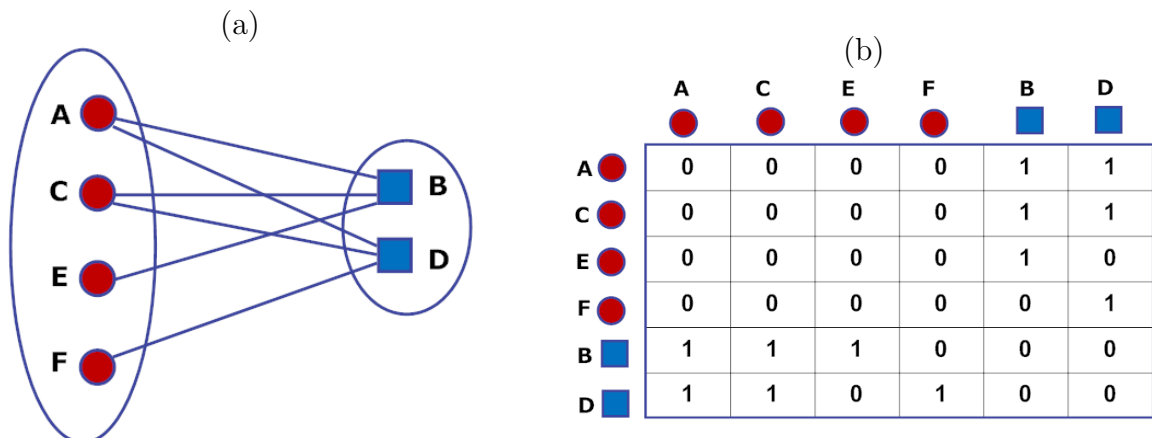 (a)
A
C
E
F
B
D
(b)
A C E F B D
A 0 0 0 0 1 1
C 0 0 0 0 1 1
E 0 0 0 0 1 0
F 0 0 0 0 0 1
B 1 1 1 0 0 0
D 1 1 0 1 0 0